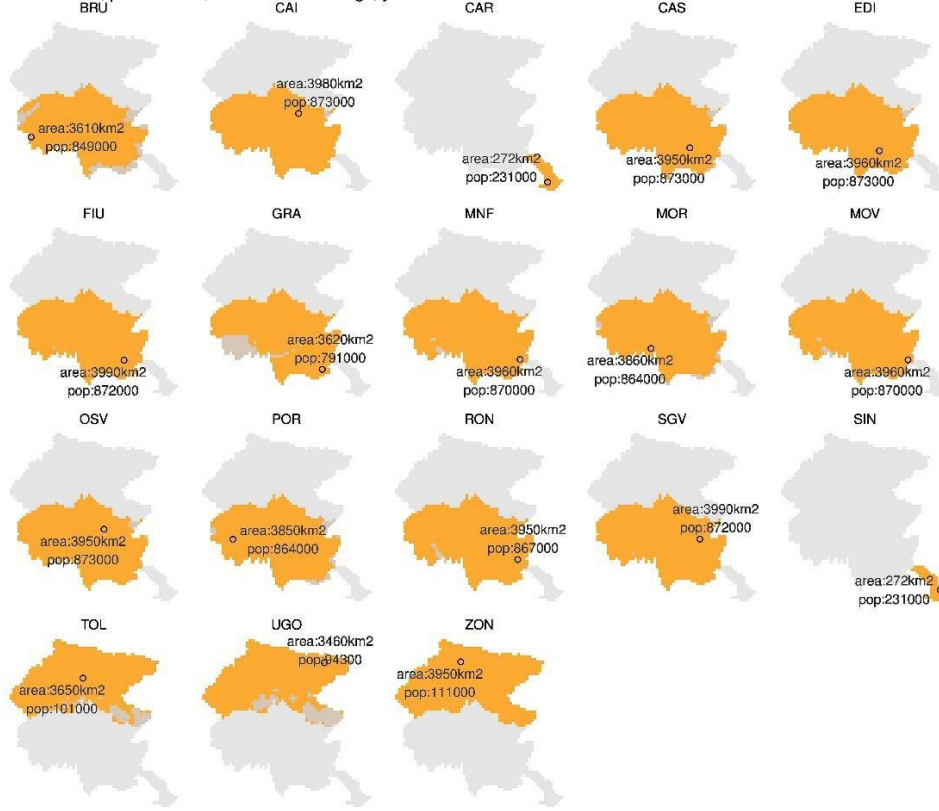 BRU CAI CAR CAS EDI
area:3610km2
pop:849000
area:3980km2
pop:873000
area:272km2
pop:231000
area:3950km2
pop:873000
area:3960km2
pop:873000
FIU GRA MNF MOR MOV
area:3990km2
pop:872000
area:3620km2
pop:791000
area:3960km2
pop:870000
area:3860km2
pop:864000
area:3960km2
pop:870000
OSV POR RON SGV SIN
area:3950km2
pop:873000
area:3850km2
pop:864000
area:3950km2
pop:867000
area:3990km2
pop:872000
area:272km2
pop:231000
TOL UGO ZON
area:3650km2
pop:101000
area:3460km2
pop:94300
area:3950km2
pop:111000